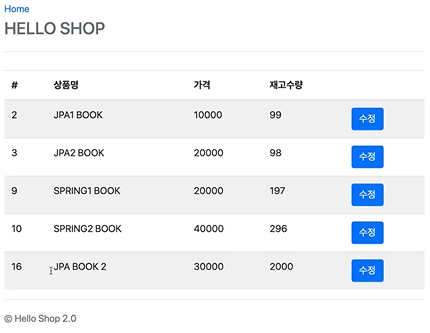 Home
HELLO SHOP
# 상품명 가격 재고수량
2 JPA1 BOOK 10000 99 수정
3 JPA2 BOOK 20000 98 수정
9 SPRING1 BOOK 20000 197 수정
10 SPRING2 BOOK 40000 296 수정
16 JPA BOOK 2 30000 2000 수정
© Hello Shop 2.0